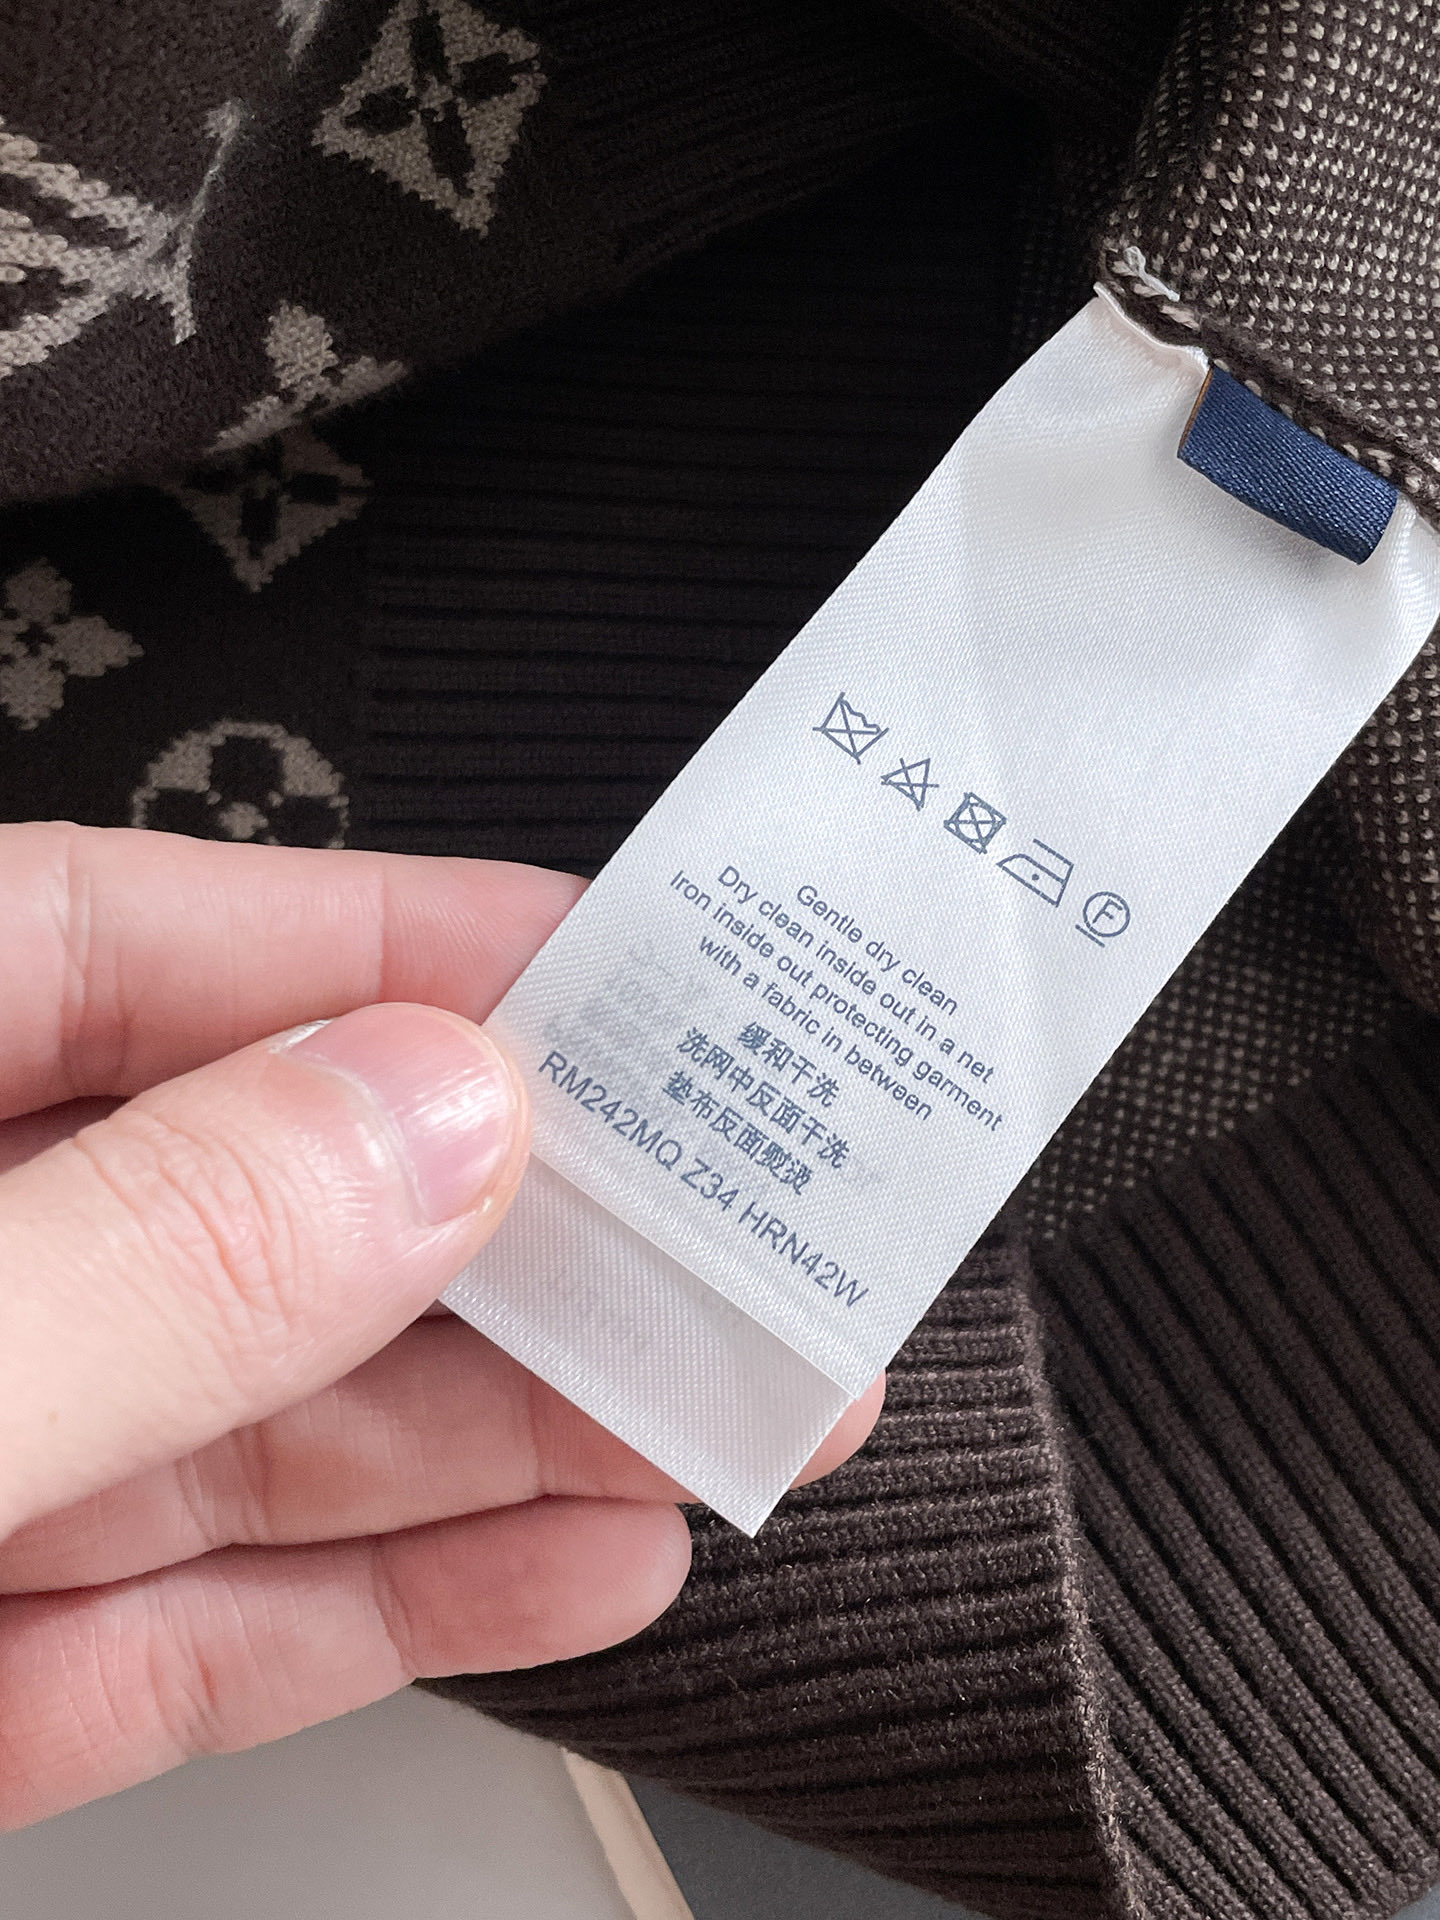 F
Gentle dry clean
Dry clean inside out in a net
Iron inside out protecting garment
with a fabric in between
缓和干洗
洗网中反面干洗
垫布反面熨烫
RM242MQ Z34 HRN42W